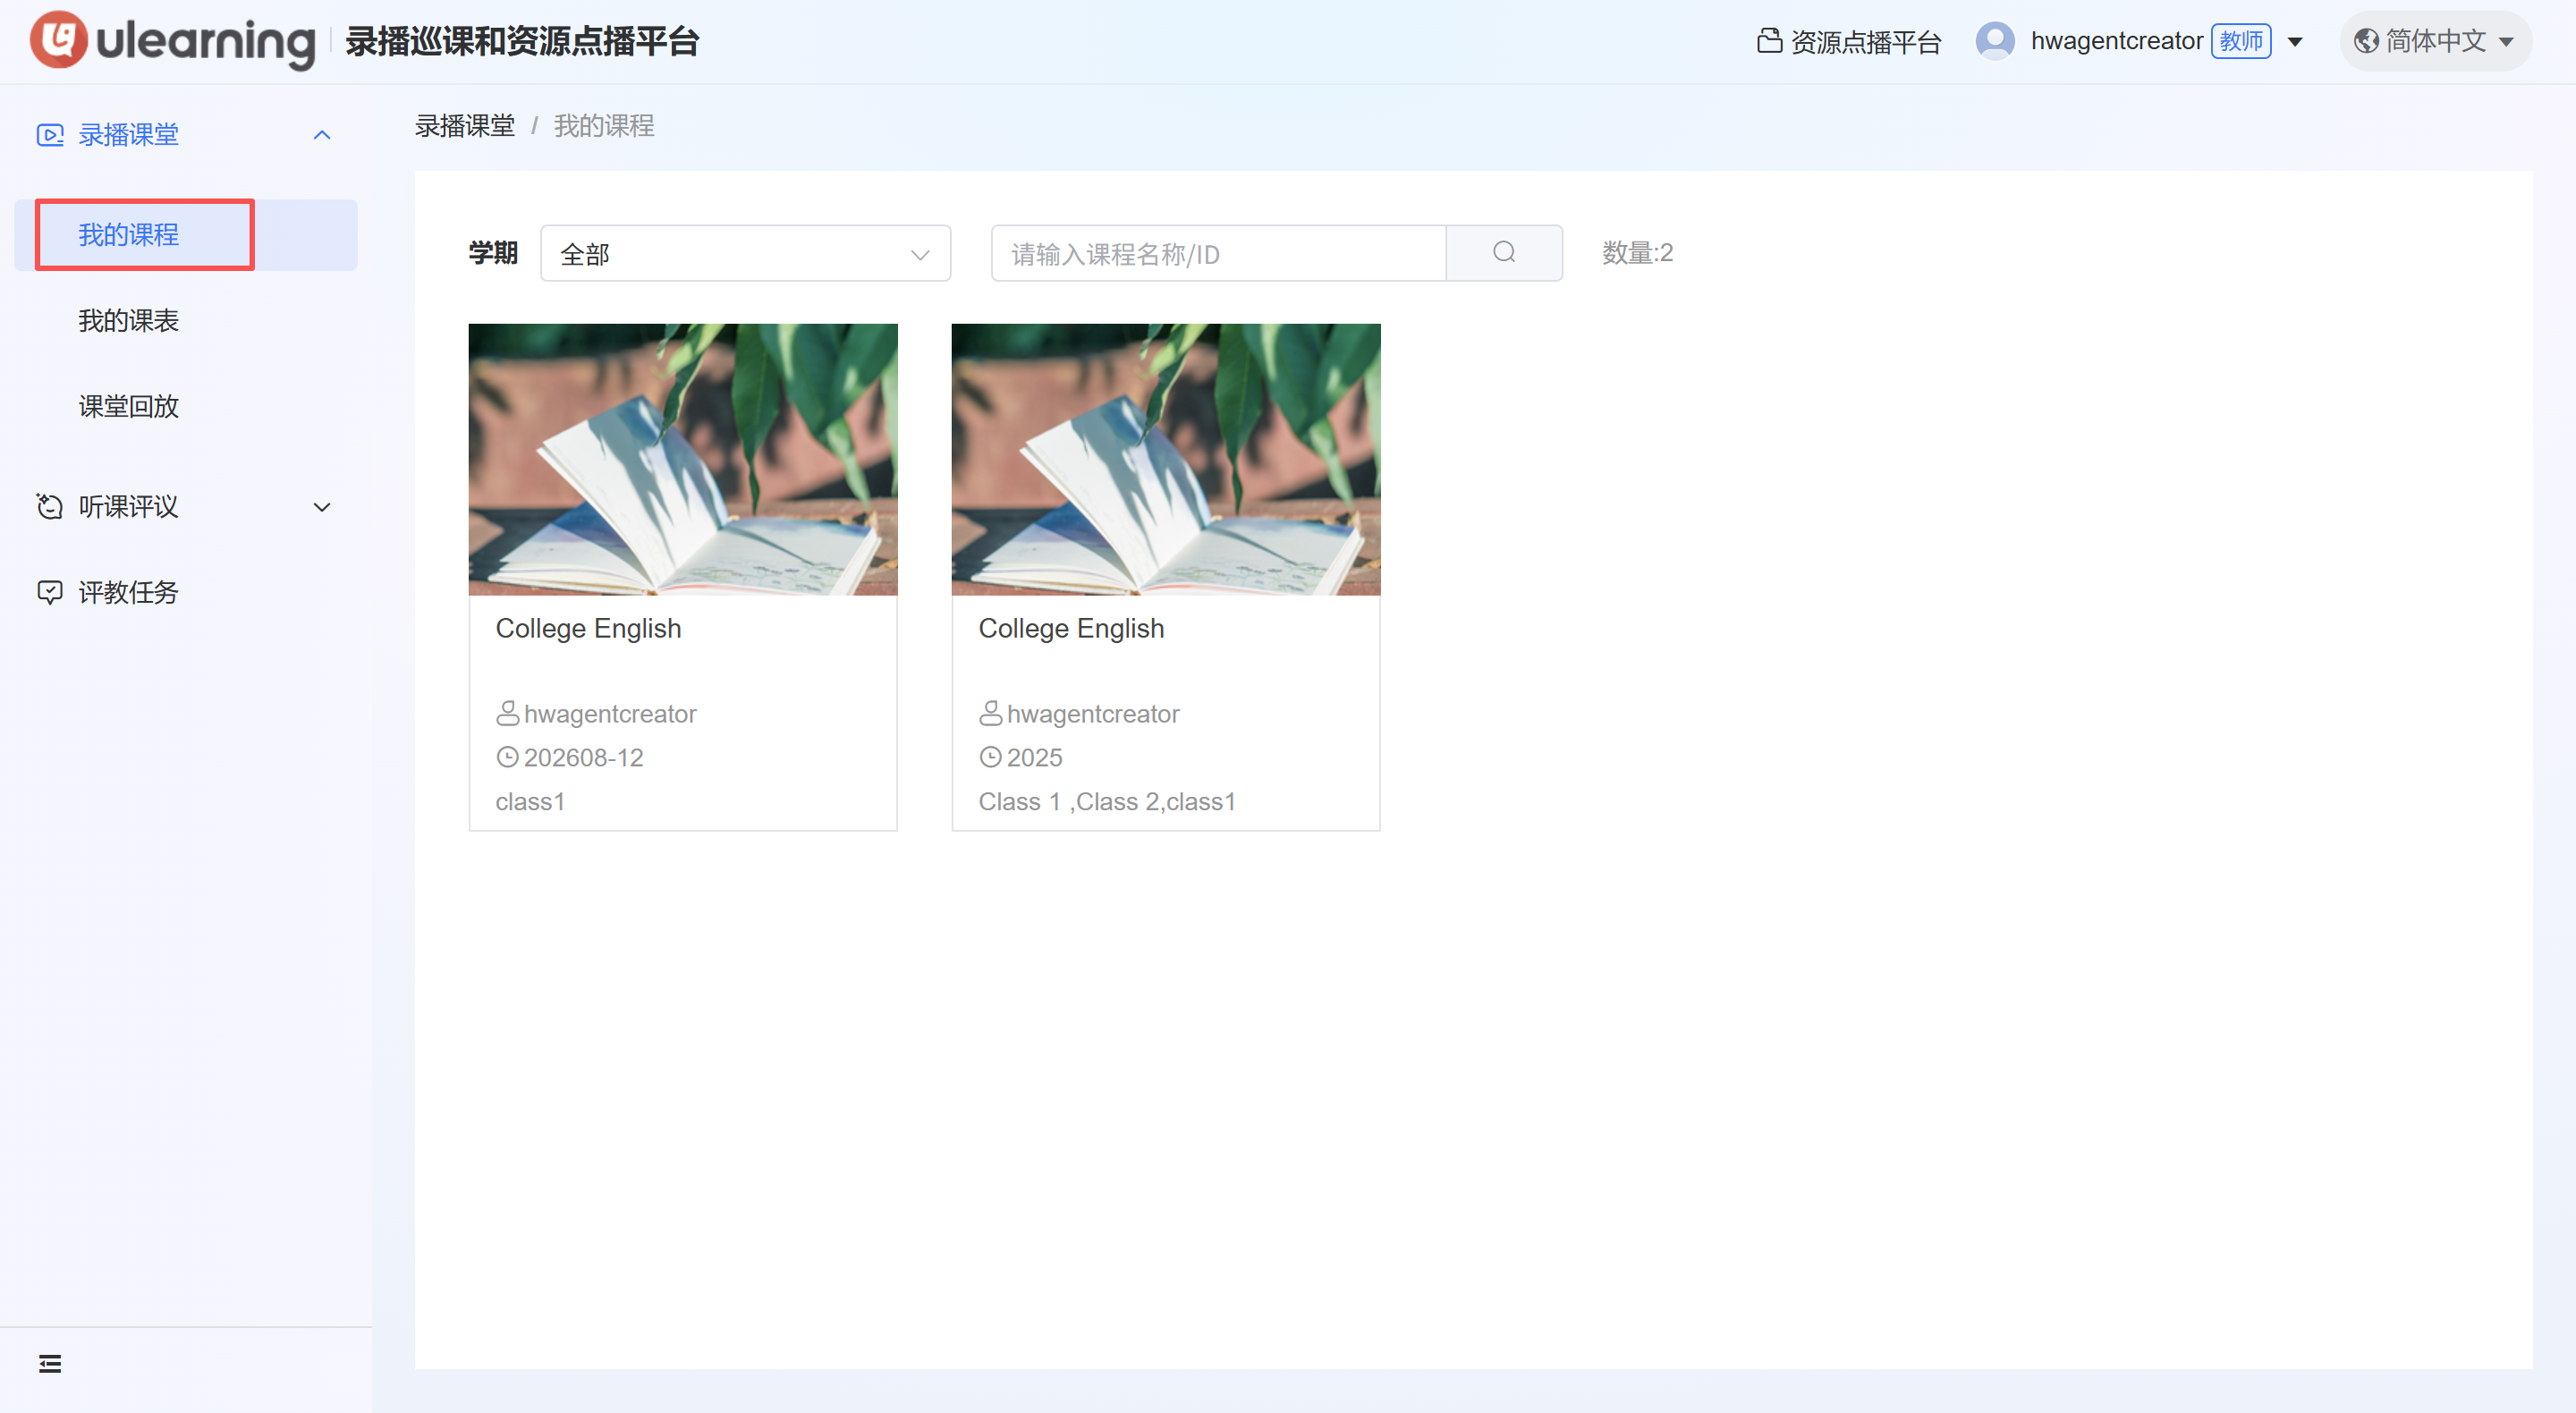 ulearning 录播巡课和资源点播平台 资源点播平台 hwagentcreator 教师 简体中文
录播课堂
我的课程
我的课表
课堂回放
听课评议
评教任务
录播课堂 / 我的课程
学期 全部 请输入课程名称/ID 数量:2
College English
hwagentcreator
202608-12
class1
College English
hwagentcreator
2025
Class 1 ,Class 2,class1